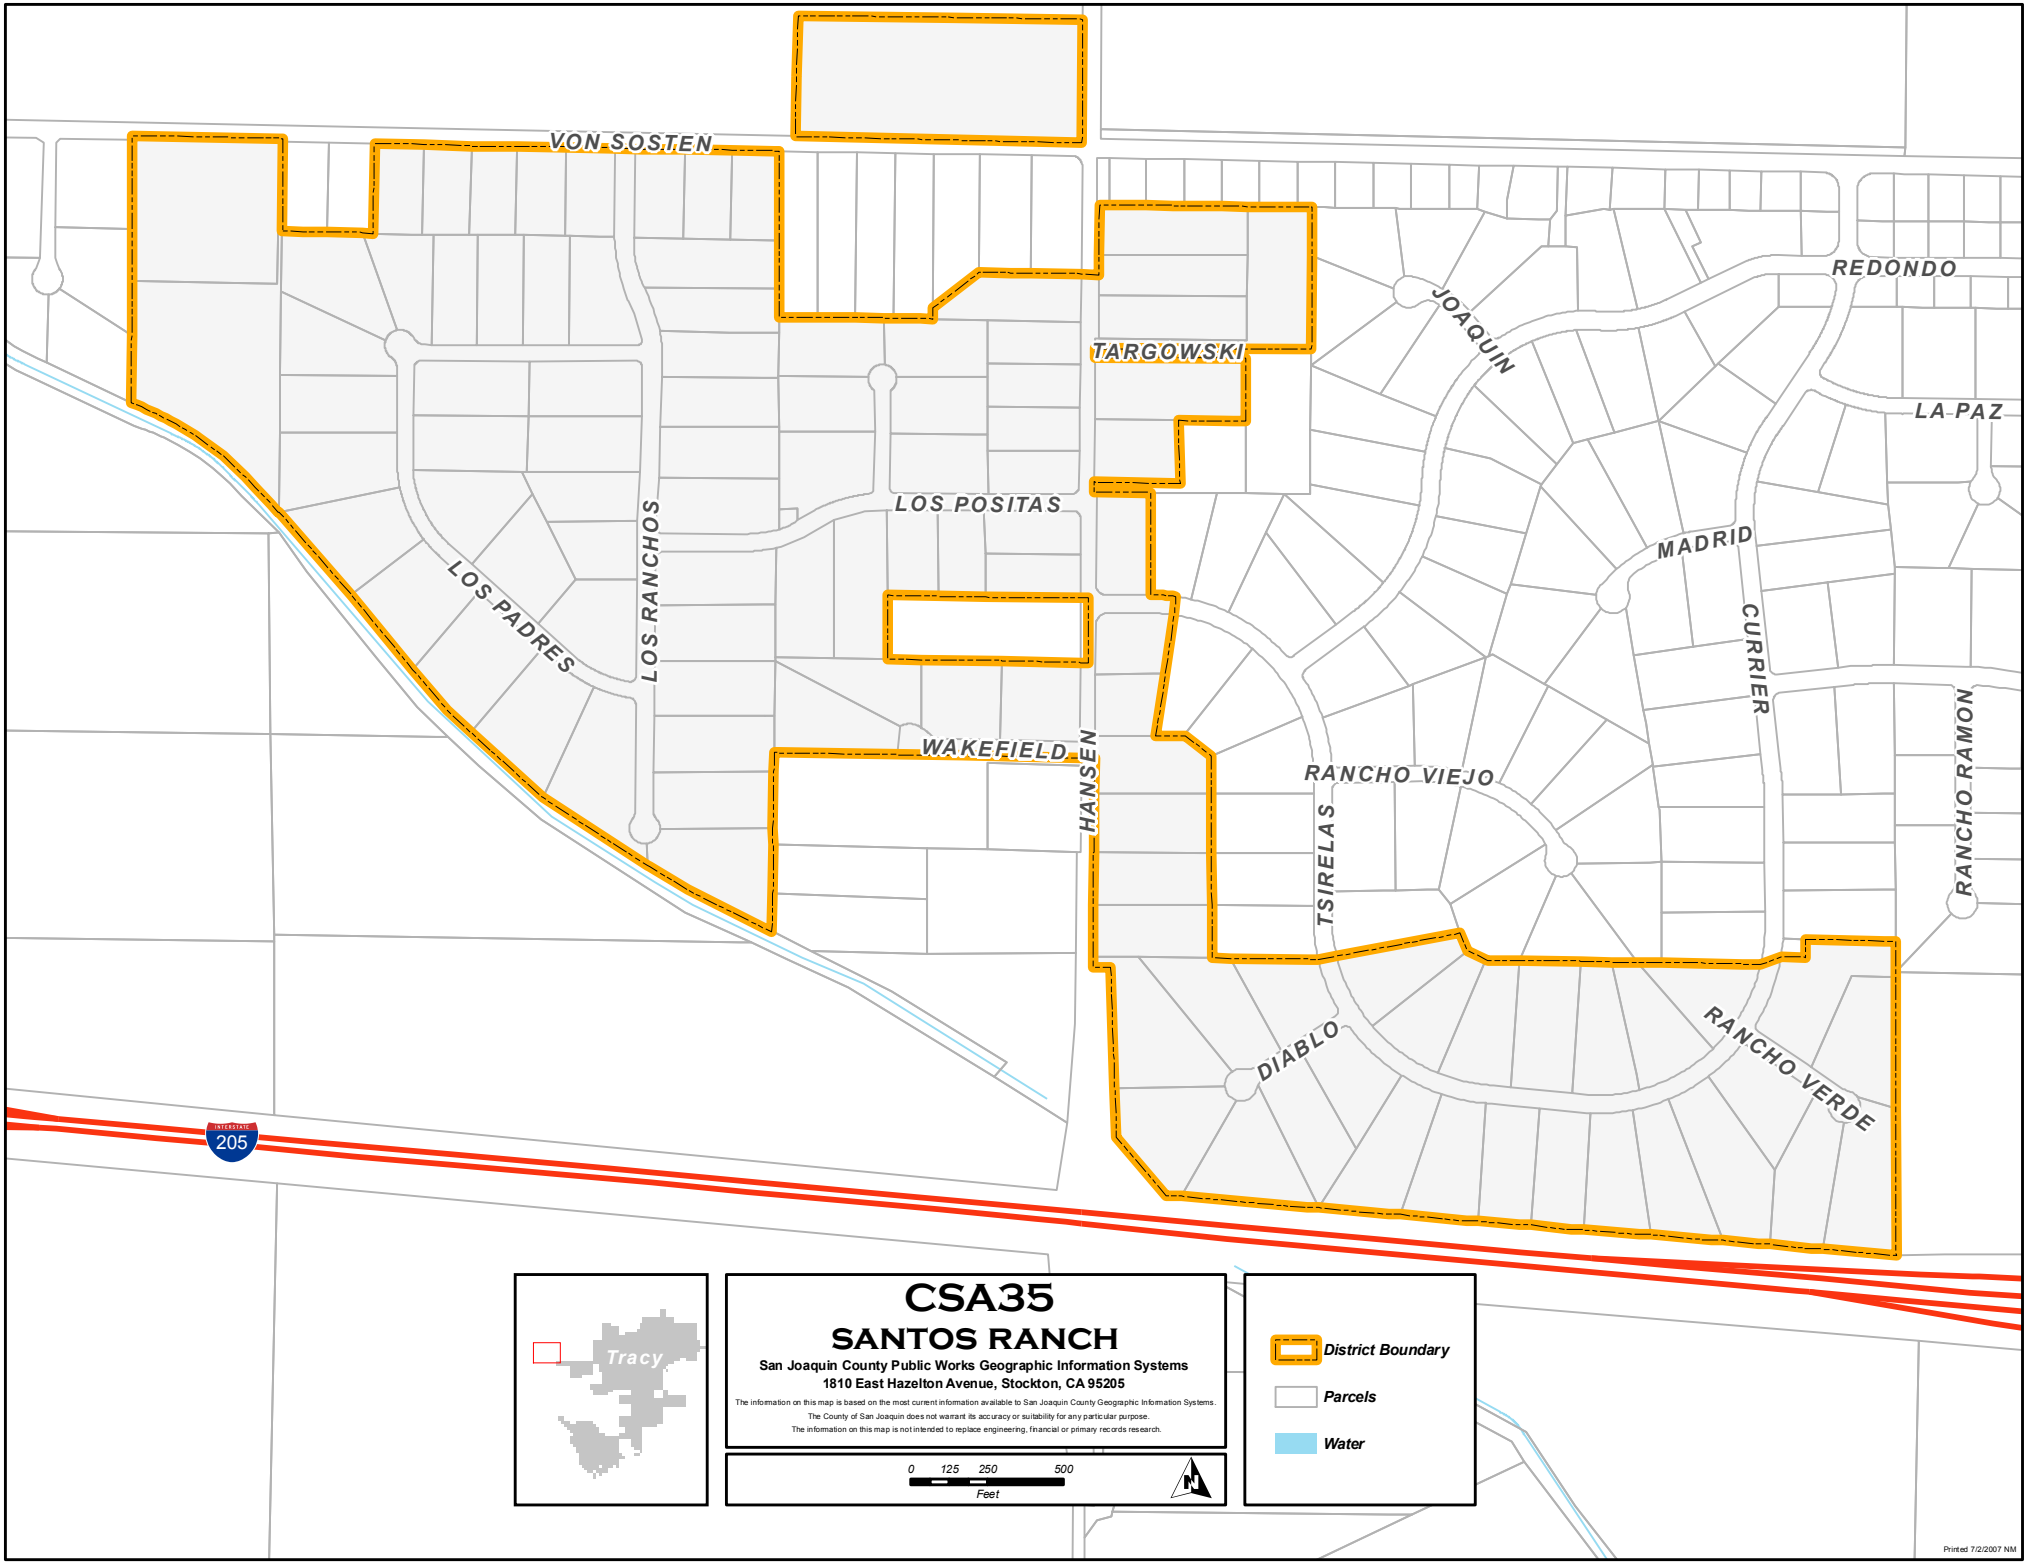 VON SOSTEN
REDONDO
JOAQUIN
TARGOWSKI
LA PAZ
LOS POSITAS
LOS RANCHOS
MADRID
LOS PADRES
CURRIER
WAKEFIELD
HANSEN
RANCHO VIEJO
RANCHO RAMON
TSIRELAS
DIABLO
RANCHO VERDE
INTERSTATE
205
Tracy
CSA35
SANTOS RANCH
San Joaquin County Public Works Geographic Information Systems
1810 East Hazelton Avenue, Stockton, CA 95205
The information on this map is based on the most current information available to San Joaquin County Geographic Information Systems.
The County of San Joaquin does not warrant its accuracy or suitability for any particular purpose.
The information on this map is not intended to replace engineering, financial or primary records research.
0 125 250 500
Feet
N
District Boundary
Parcels
Water
Printed 7/2/2007 NM